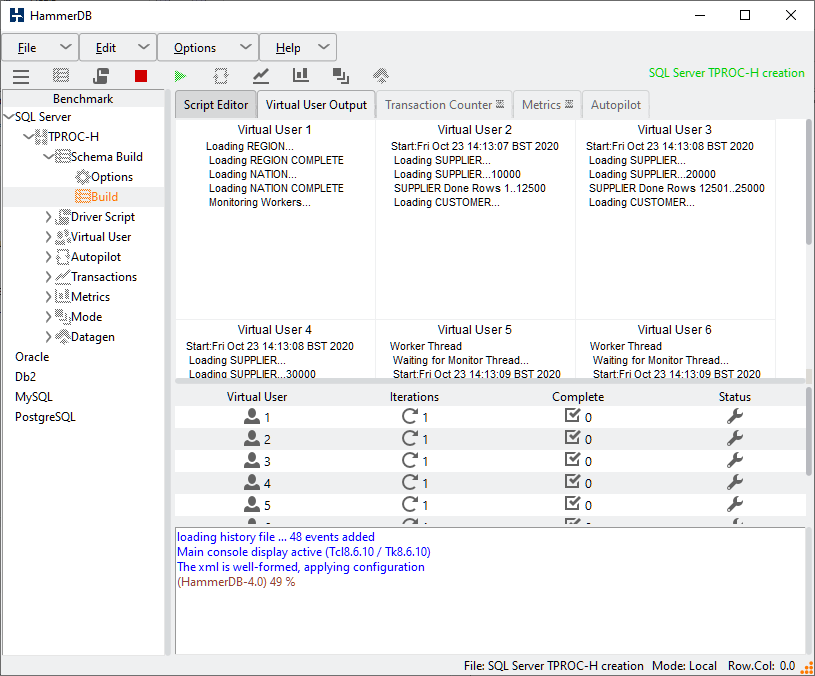 HammerDB
File Edit Options Help
SQL Server TPROC-H creation
Benchmark
SQL Server
TPROC-H
Schema Build
Options
Build
Driver Script
Virtual User
Autopilot
Transactions
Metrics
Mode
Datagen
Oracle
Db2
MySQL
PostgreSQL
Script Editor Virtual User Output Transaction Counter Metrics Autopilot
Virtual User 1
Loading REGION...
Loading REGION COMPLETE
Loading NATION...
Loading NATION COMPLETE
Monitoring Workers...
Virtual User 2
Start:Fri Oct 23 14:13:07 BST 2020
Loading SUPPLIER...
Loading SUPPLIER...10000
SUPPLIER Done Rows 1..12500
Loading CUSTOMER...
Virtual User 3
Start:Fri Oct 23 14:13:08 BST 2020
Loading SUPPLIER...
Loading SUPPLIER...20000
SUPPLIER Done Rows 12501..25000
Loading CUSTOMER...
Virtual User 4
Start:Fri Oct 23 14:13:08 BST 2020
Loading SUPPLIER...
Loading SUPPLIER...30000
Virtual User 5
Worker Thread
Waiting for Monitor Thread...
Start:Fri Oct 23 14:13:09 BST 2020
Virtual User 6
Worker Thread
Waiting for Monitor Thread...
Start:Fri Oct 23 14:13:09 BST 2020
Virtual User Iterations Complete Status
1 1 0
2 1 0
3 1 0
4 1 0
5 1 0
loading history file ... 48 events added
Main console display active (Tcl8.6.10 / Tk8.6.10)
The xml is well-formed, applying configuration
(HammerDB-4.0) 49 %
File: SQL Server TPROC-H creation Mode: Local Row.Col: 0.0